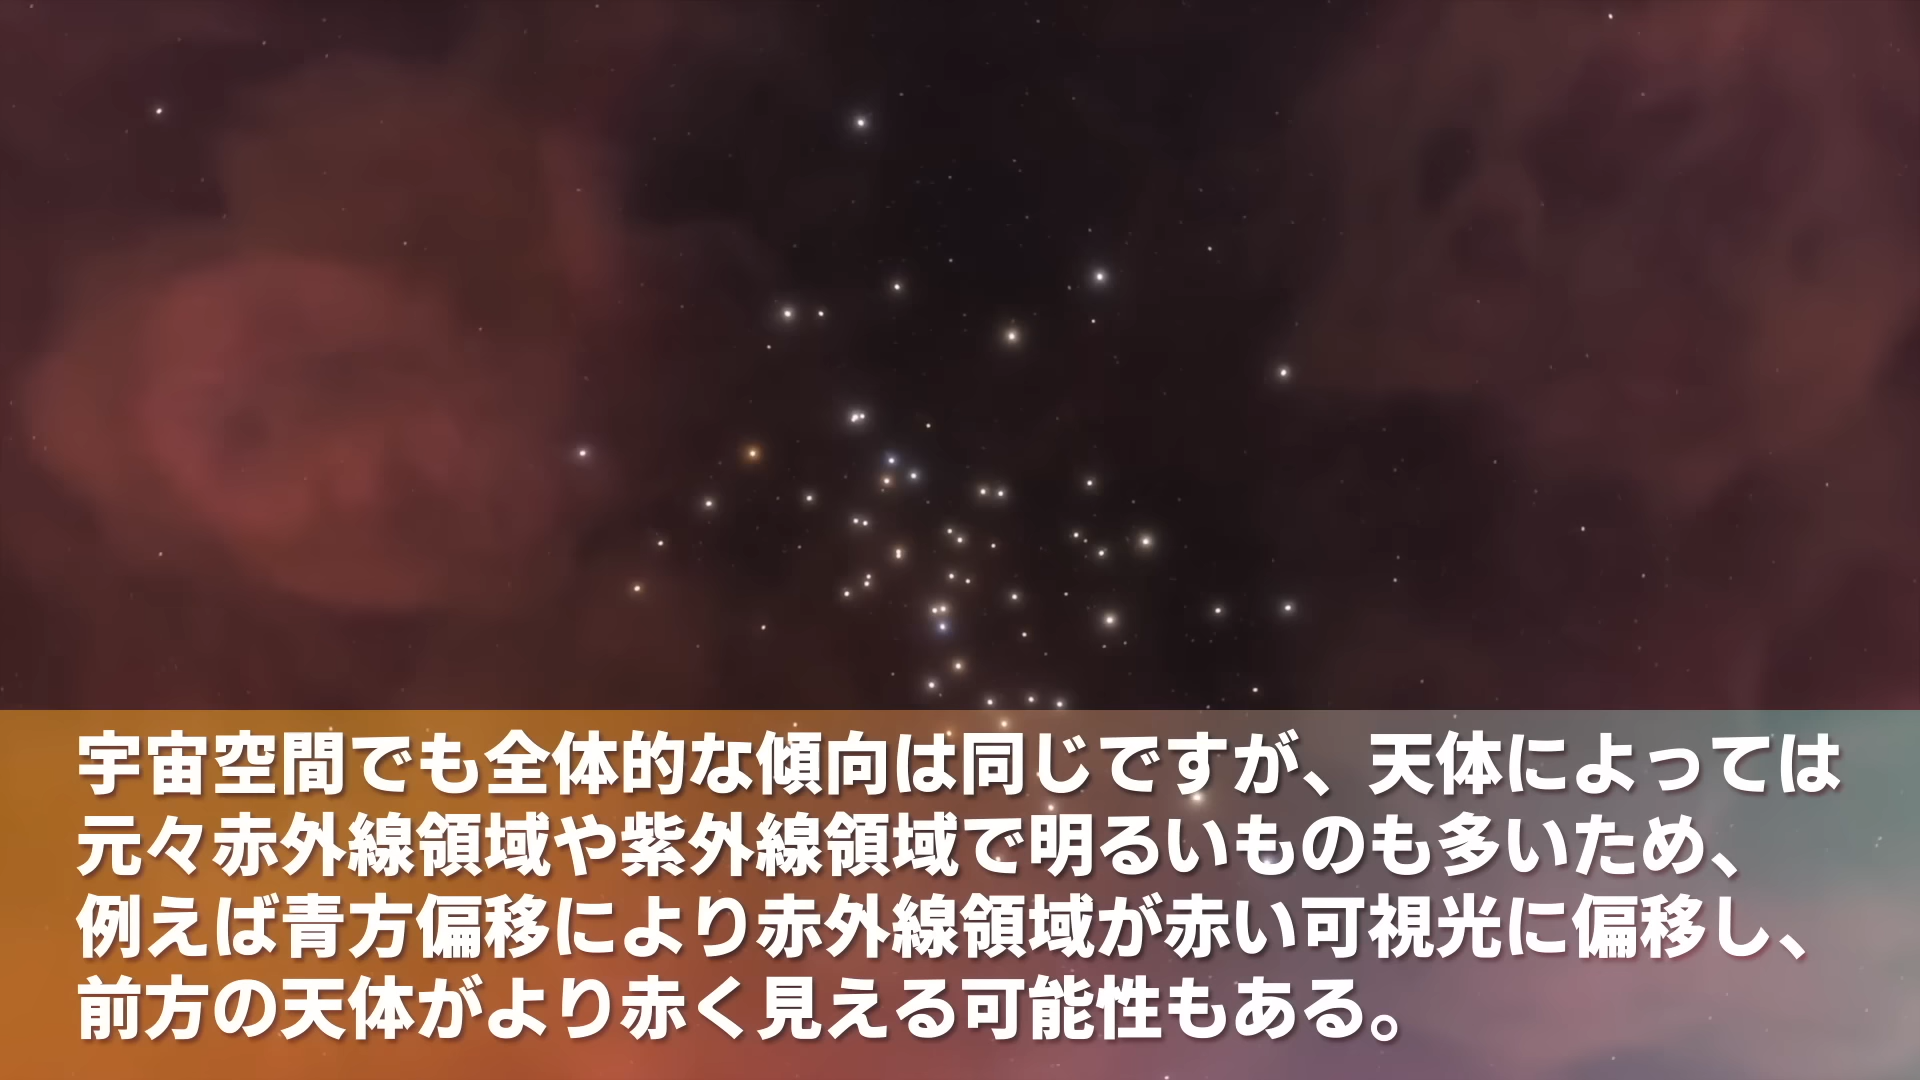 宇宙空間でも全体的な傾向は同じですが、天体によっては
元々赤外線領域や紫外線領域で明るいものも多いため、
例えば青方偏移により赤外線領域が赤い可視光に偏移し、
前方の天体がより赤く見える可能性もある。